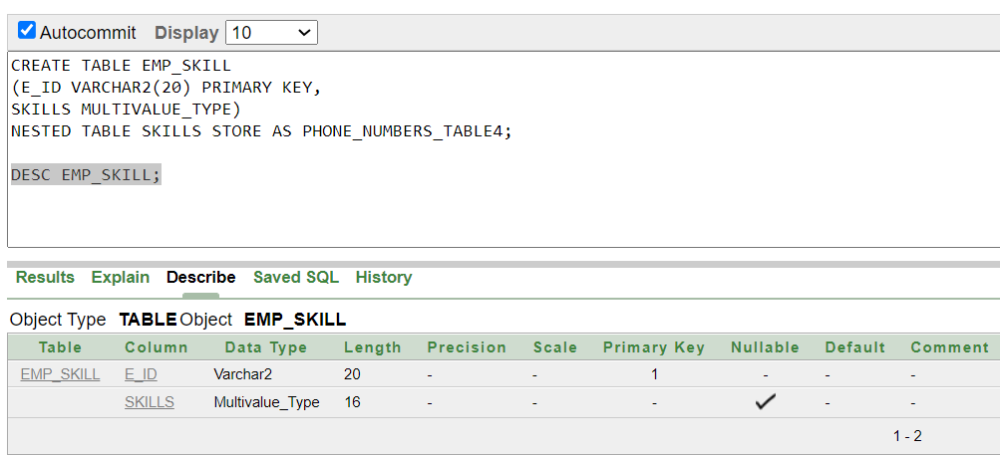 Autocommit Display 10
CREATE TABLE EMP_SKILL
(E_ID VARCHAR2(20) PRIMARY KEY,
SKILLS MULTIVALUE_TYPE)
NESTED TABLE SKILLS STORE AS PHONE_NUMBERS_TABLE4;
DESC EMP_SKILL;
Results Explain Describe Saved SQL History
Object Type TABLE Object EMP_SKILL
Table Column Data Type Length Precision Scale Primary Key Nullable Default Comment
EMP_SKILL E_ID Varchar2 20 - - 1 - - -
SKILLS Multivalue_Type 16 - - - - -
1 - 2